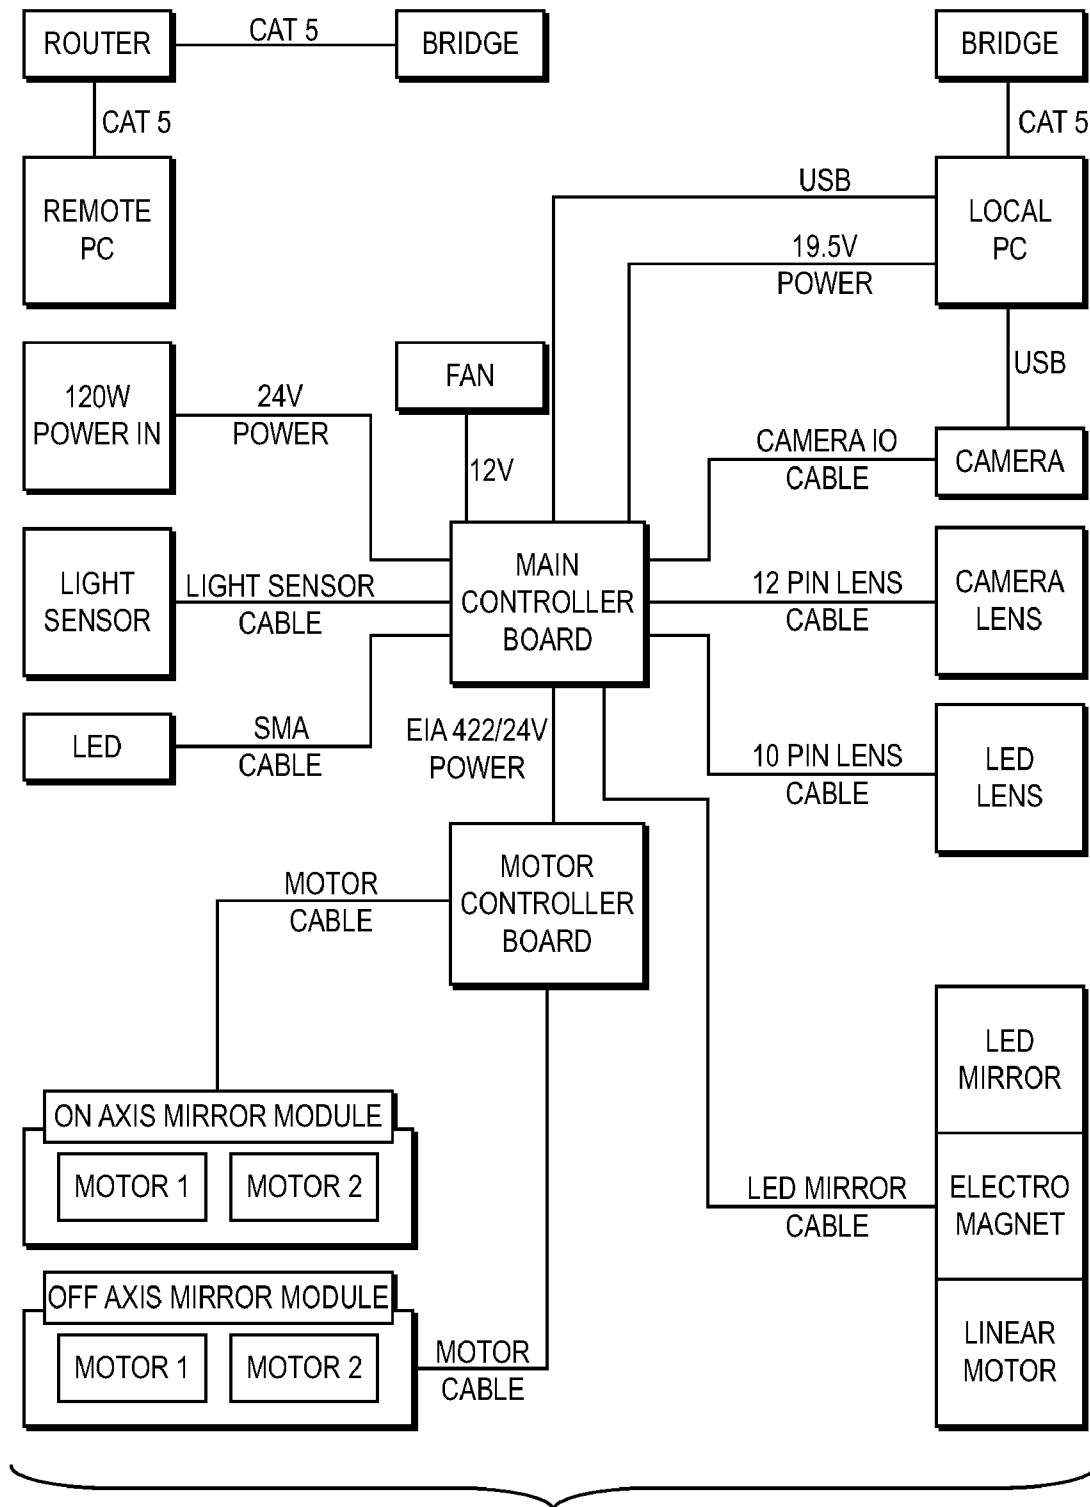 ROUTER
CAT 5
BRIDGE
BRIDGE
CAT 5
CAT 5
REMOTE
PC
USB
LOCAL
PC
19.5V
POWER
USB
120W
POWER IN
24V
POWER
FAN
12V
CAMERA IO
CABLE
CAMERA
LIGHT
SENSOR
LIGHT SENSOR
CABLE
MAIN
CONTROLLER
BOARD
12 PIN LENS
CABLE
CAMERA
LENS
LED
SMA
CABLE
EIA 422/24V
POWER
10 PIN LENS
CABLE
LED
LENS
MOTOR
CABLE
MOTOR
CONTROLLER
BOARD
LED
MIRROR
ON AXIS MIRROR MODULE
MOTOR 1
MOTOR 2
LED MIRROR
CABLE
ELECTRO
MAGNET
OFF AXIS MIRROR MODULE
MOTOR 1
MOTOR 2
MOTOR
CABLE
LINEAR
MOTOR